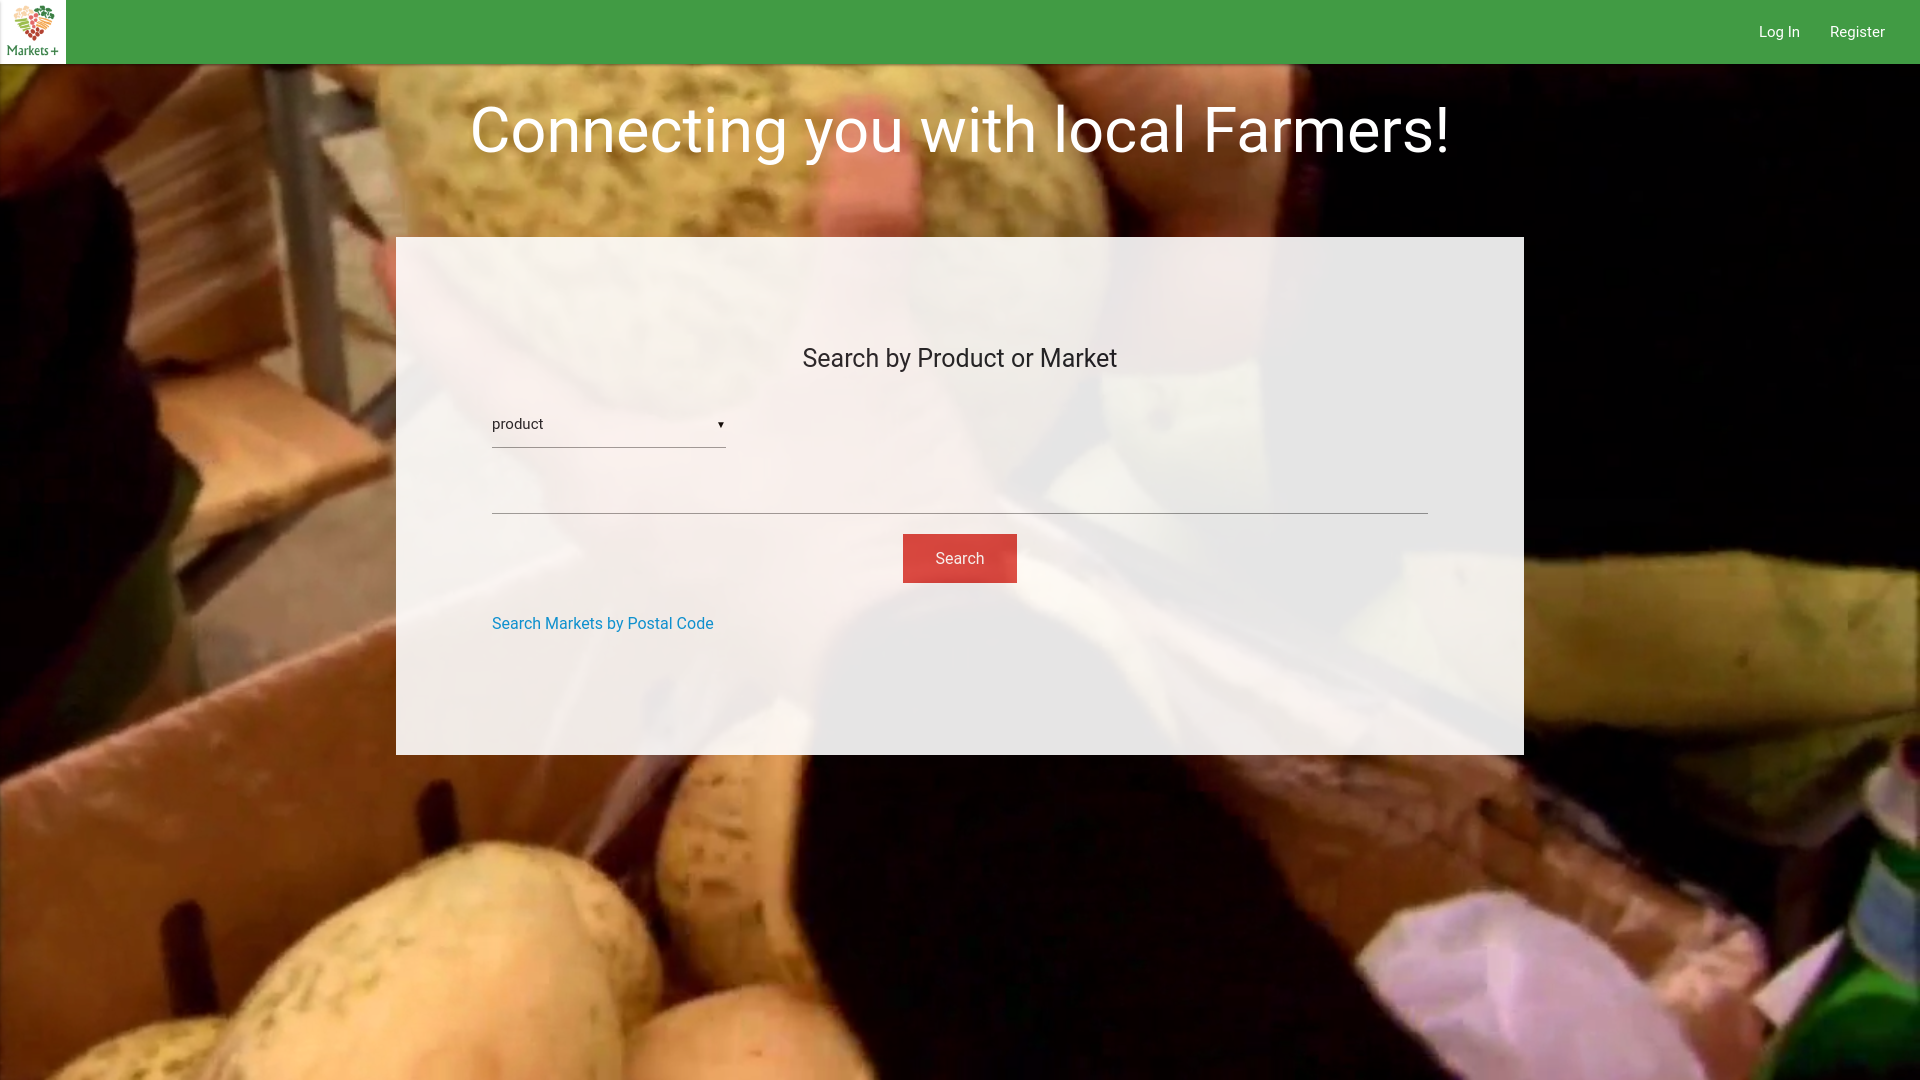 Markets+
Log In
Register
Connecting you with local Farmers!
Search by Product or Market
product
Search
Search Markets by Postal Code